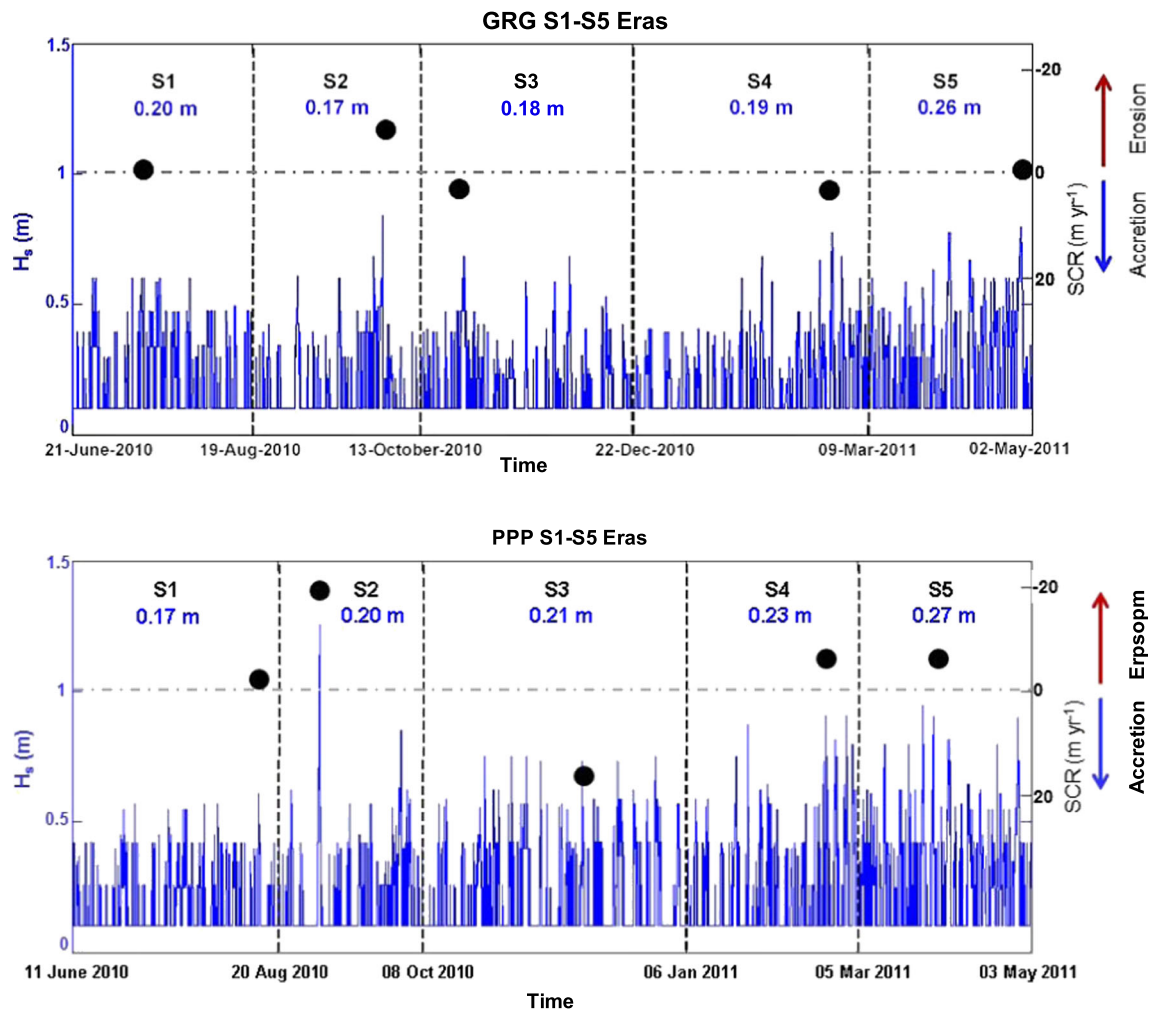 GRG S1-S5 Eras
1.5
S1
S2
S3
S4
S5
-20
0.20 m
0.17 m
0.18 m
0.19 m
0.26 m
Erosion
1
0
Hs (m)
SCR (m yr-1)
Accretion
20
0.5
0
21-June-2010
19-Aug-2010
13-October-2010
22-Dec-2010
09-Mar-2011
02-May-2011
Time
PPP S1-S5 Eras
1.5
S1
S2
S3
S4
S5
-20
0.17 m
0.20 m
0.21 m
0.23 m
0.27 m
Erpsopm
1
0
Hs (m)
SCR (m yr-1)
Accretion
20
0.5
0
11 June 2010
20 Aug 2010
08 Oct 2010
06 Jan 2011
05 Mar 2011
03 May 2011
Time